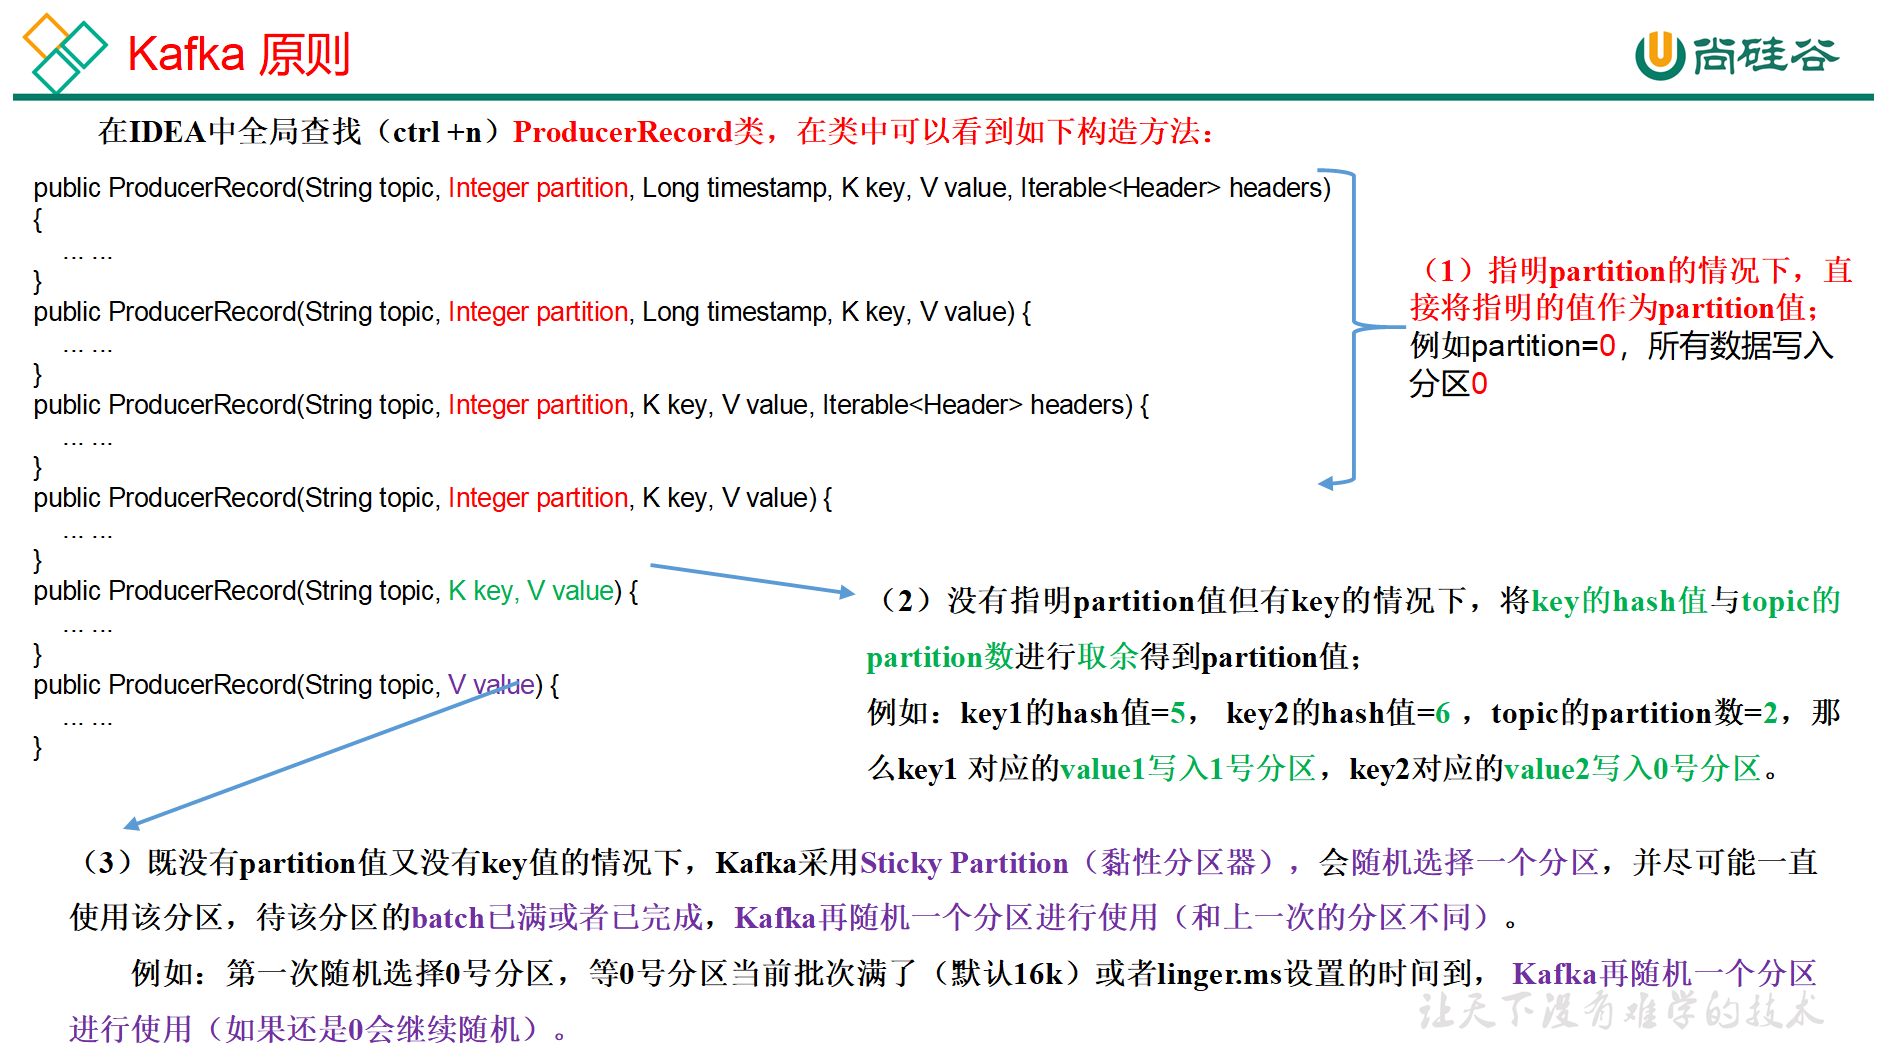 Kafka 原则
尚硅谷
在IDEA中全局查找（ctrl +n）ProducerRecord类，在类中可以看到如下构造方法：
public ProducerRecord(String topic, Integer partition, Long timestamp, K key, V value, Iterable<Header> headers)
{
... ...
}
public ProducerRecord(String topic, Integer partition, Long timestamp, K key, V value) {
... ...
}
public ProducerRecord(String topic, Integer partition, K key, V value, Iterable<Header> headers) {
... ...
}
public ProducerRecord(String topic, Integer partition, K key, V value) {
... ...
}
public ProducerRecord(String topic, K key, V value) {
... ...
}
public ProducerRecord(String topic, V value) {
... ...
}
（1）指明partition的情况下，直
接将指明的值作为partition值；
例如partition=0，所有数据写入
分区0
（2）没有指明partition值但有key的情况下，将key的hash值与topic的
partition数进行取余得到partition值；
例如：key1的hash值=5， key2的hash值=6 ，topic的partition数=2，那
么key1 对应的value1写入1号分区，key2对应的value2写入0号分区。
（3）既没有partition值又没有key值的情况下，Kafka采用Sticky Partition（黏性分区器），会随机选择一个分区，并尽可能一直
使用该分区，待该分区的batch已满或者已完成，Kafka再随机一个分区进行使用（和上一次的分区不同）。
例如：第一次随机选择0号分区，等0号分区当前批次满了（默认16k）或者linger.ms设置的时间到， Kafka再随机一个分区
进行使用（如果还是0会继续随机）。
让天下没有难学的技术